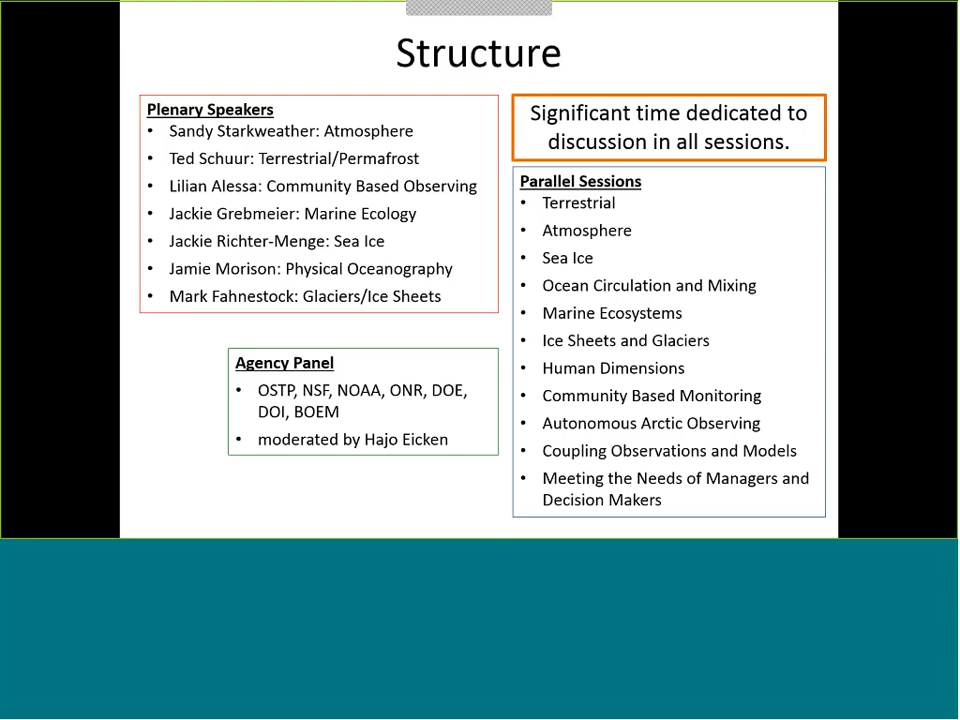 Structure
Plenary Speakers
• Sandy Starkweather: Atmosphere
• Ted Schuur: Terrestrial/Permafrost
• Lilian Alessa: Community Based Observing
• Jackie Grebmeier: Marine Ecology
• Jackie Richter-Menge: Sea Ice
• Jamie Morison: Physical Oceanography
• Mark Fahnestock: Glaciers/Ice Sheets
Agency Panel
• OSTP, NSF, NOAA, ONR, DOE,
DOI, BOEM
• moderated by Hajo Eicken
Significant time dedicated to
discussion in all sessions.
Parallel Sessions
• Terrestrial
• Atmosphere
• Sea Ice
• Ocean Circulation and Mixing
• Marine Ecosystems
• Ice Sheets and Glaciers
• Human Dimensions
• Community Based Monitoring
• Autonomous Arctic Observing
• Coupling Observations and Models
• Meeting the Needs of Managers and
Decision Makers